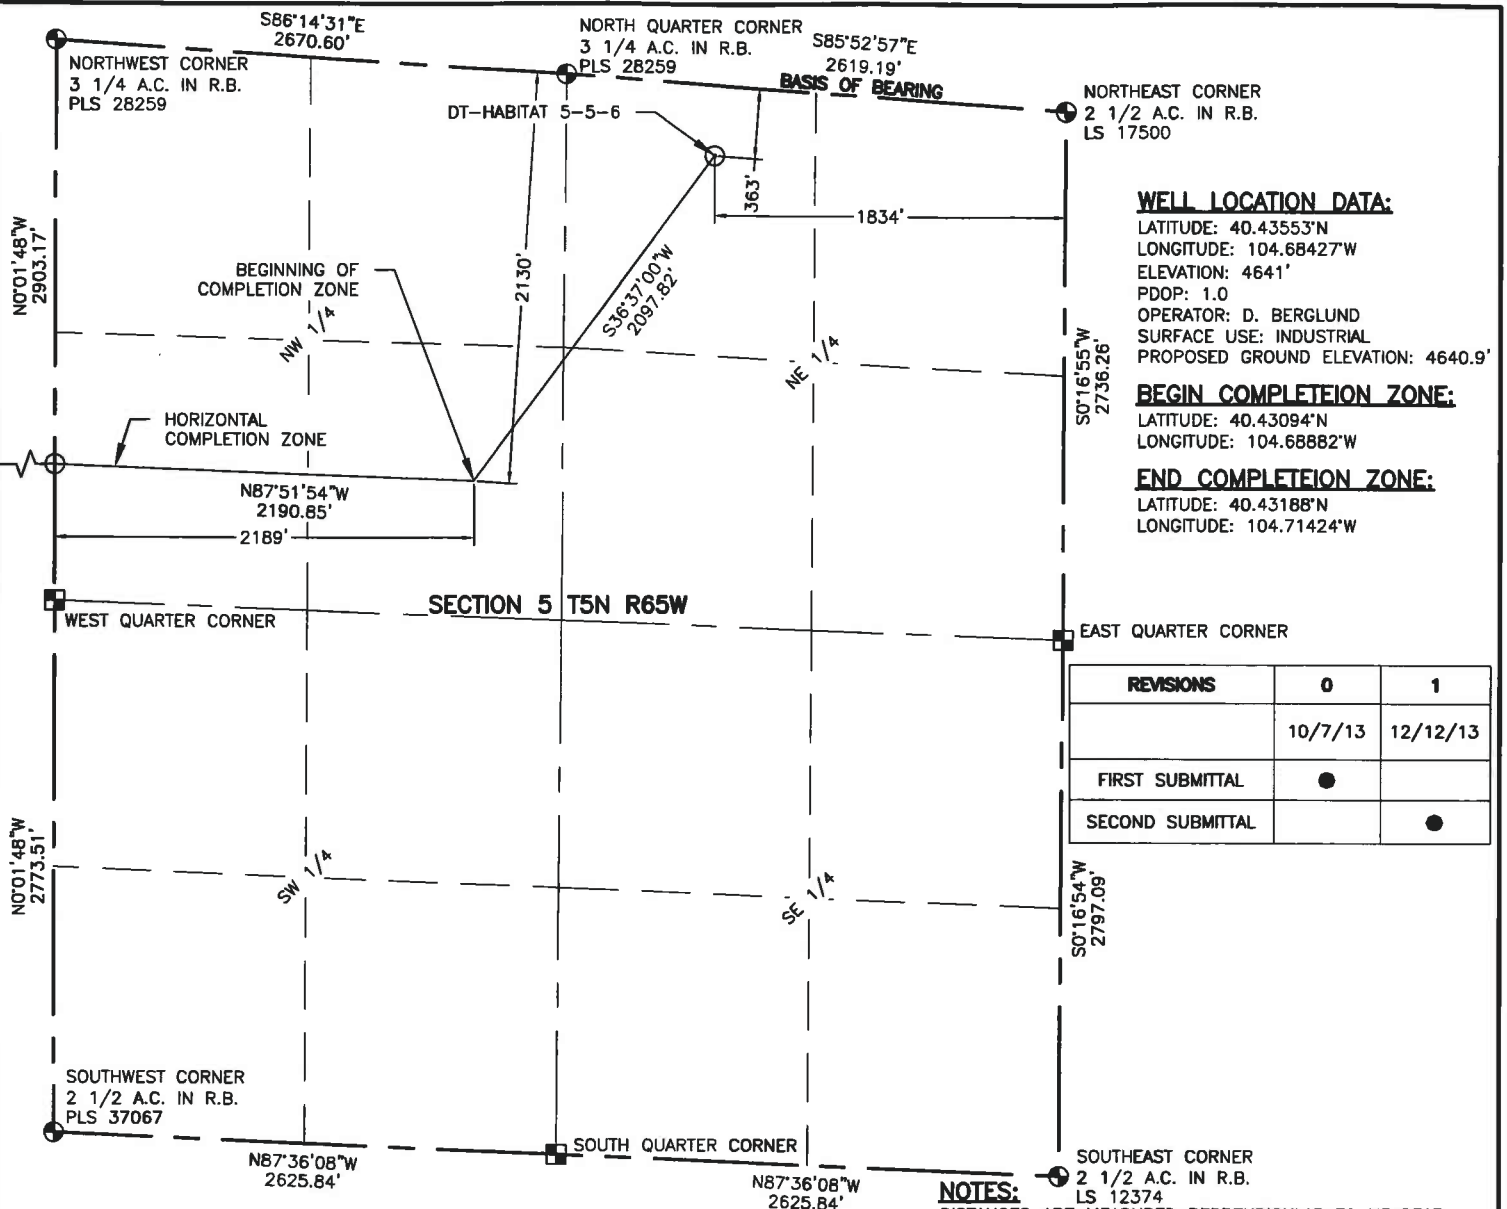 S86°14'31"E
2670.60'
NORTH QUARTER CORNER
3 1/4 A.C. IN R.B.
PLS 28259
S85°52'57"E
2619.19'
BASIS OF BEARING
NORTHWEST CORNER
3 1/4 A.C. IN R.B.
PLS 28259
NORTHEAST CORNER
2 1/2 A.C. IN R.B.
LS 17500
DT-HABITAT 5-5-6
363'
1834'
WELL LOCATION DATA:
LATITUDE: 40.43553°N
LONGITUDE: 104.68427°W
ELEVATION: 4641'
PDOP: 1.0
OPERATOR: D. BERGLUND
SURFACE USE: INDUSTRIAL
PROPOSED GROUND ELEVATION: 4640.9'
BEGIN COMPLETEION ZONE:
LATITUDE: 40.43094°N
LONGITUDE: 104.68882°W
END COMPLETEION ZONE:
LATITUDE: 40.43188°N
LONGITUDE: 104.71424°W
N0°01'48"W
2903.17'
BEGINNING OF
COMPLETION ZONE
2130'
S36°37'00"W
2097.82'
NW 1/4
NE 1/4
S0°16'55"W
2736.26'
HORIZONTAL
COMPLETION ZONE
N87°51'54"W
2190.85'
2189'
SECTION 5 T5N R65W
WEST QUARTER CORNER
EAST QUARTER CORNER
REVISIONS 0 1
10/7/13 12/12/13
FIRST SUBMITTAL ●
SECOND SUBMITTAL ●
N0°01'48"W
2773.51'
SW 1/4
SE 1/4
S0°16'54"W
2797.09'
SOUTHWEST CORNER
2 1/2 A.C. IN R.B.
PLS 37067
N87°36'08"W
2625.84'
SOUTH QUARTER CORNER
N87°36'08"W
2625.84'
SOUTHEAST CORNER
2 1/2 A.C. IN R.B.
LS 12374
NOTES: